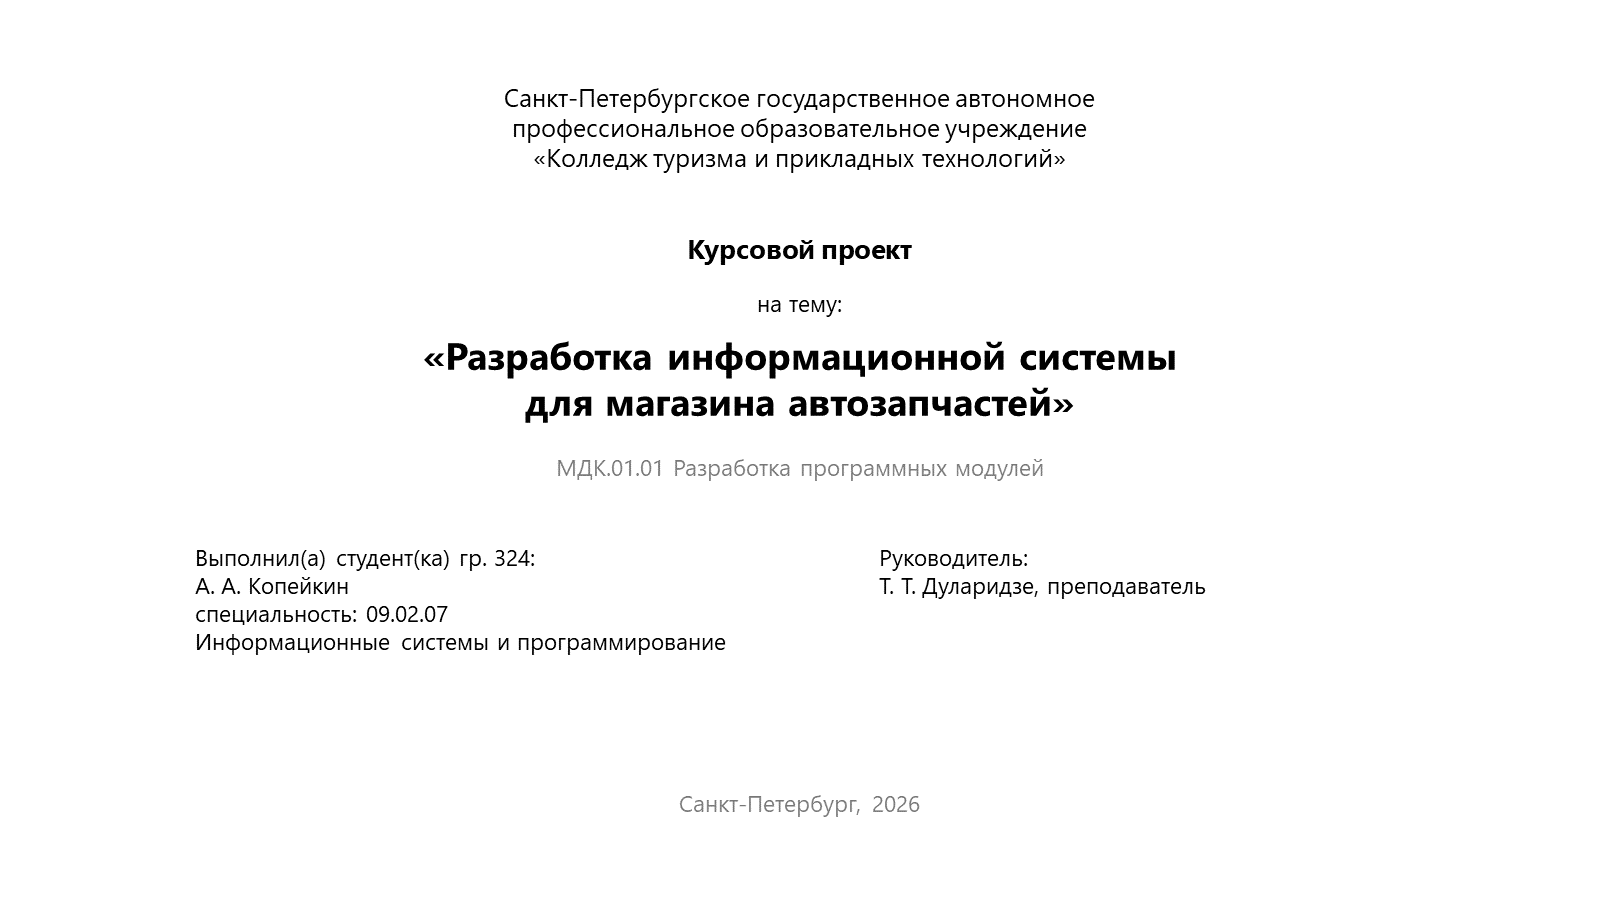 Санкт-Петербургское государственное автономное
профессиональное образовательное учреждение
«Колледж туризма и прикладных технологий»
Курсовой проект
на тему:
«Разработка информационной системы
для магазина автозапчастей»
МДК.01.01 Разработка программных модулей
Выполнил(а) студент(ка) гр. 324:
А. А. Копейкин
специальность: 09.02.07
Информационные системы и программирование
Руководитель:
Т. Т. Дуларидзе, преподаватель
Санкт-Петербург, 2026